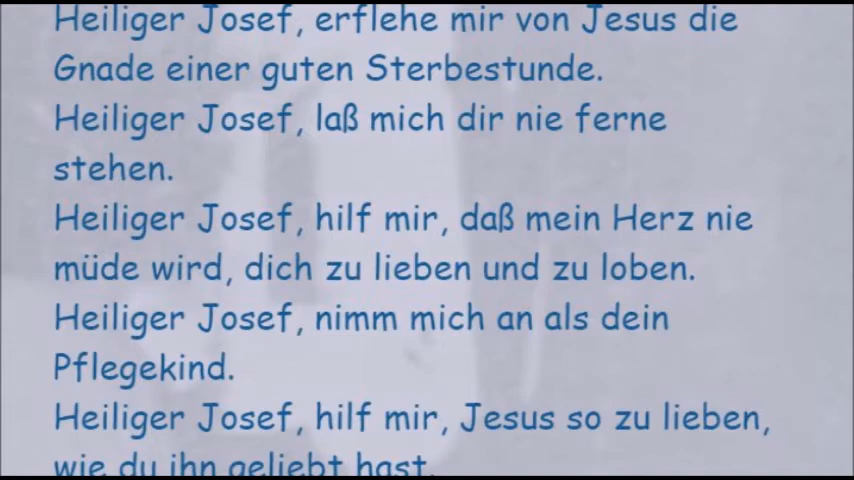 Heiliger Josef, erflehe mir von Jesus die
Gnade einer guten Sterbestunde.
Heiliger Josef, laß mich dir nie ferne
stehen.
Heiliger Josef, hilf mir, daß mein Herz nie
müde wird, dich zu lieben und zu loben.
Heiliger Josef, nimm mich an als dein
Pflegekind.
Heiliger Josef, hilf mir, Jesus so zu lieben,
wie du ihn geliebt hast.